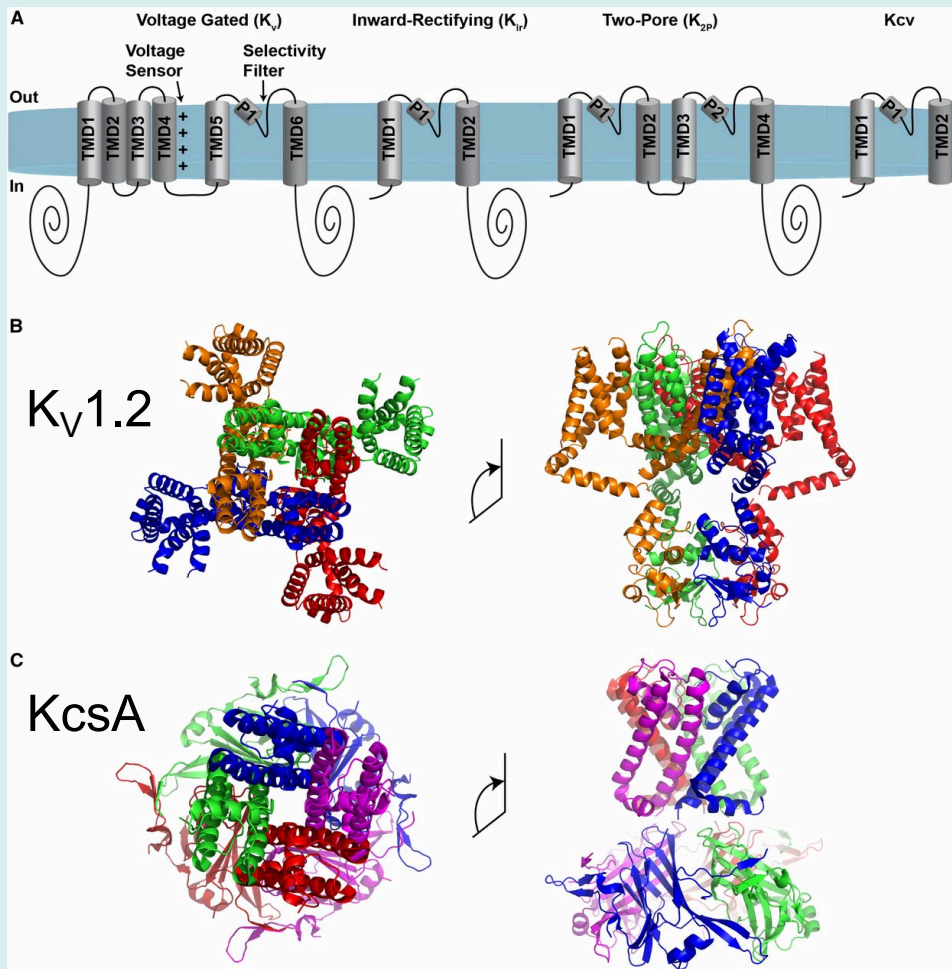 A
Voltage Gated (Kv)
Inward-Rectifying (Kir)
Two-Pore (K2P)
Kcv
Voltage
Sensor
Selectivity
Filter
Out
In
TMD1
TMD2
TMD3
TMD4
+
+
+
+
TMD5
P1
TMD6
TMD1
P1
TMD2
TMD1
P1
TMD2
TMD3
P2
TMD4
TMD1
P1
TMD2
B
KV1.2
C
KcsA